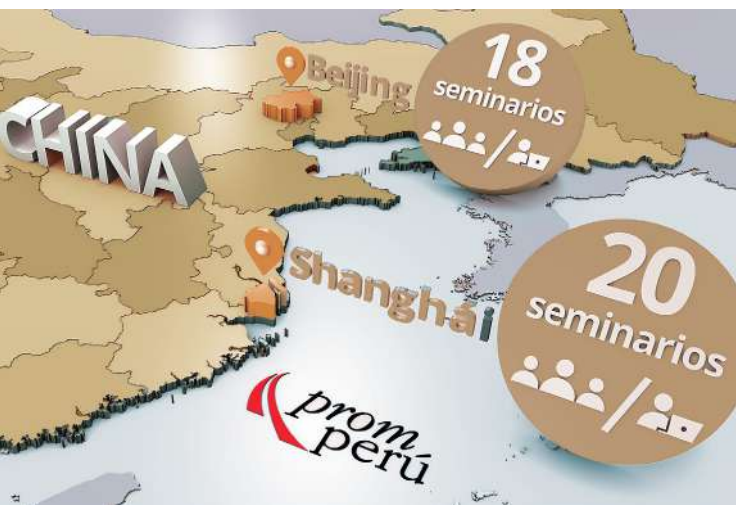 18
seminarios
Beijing
CHINA
20
seminarios
Shanghái
prom
perú